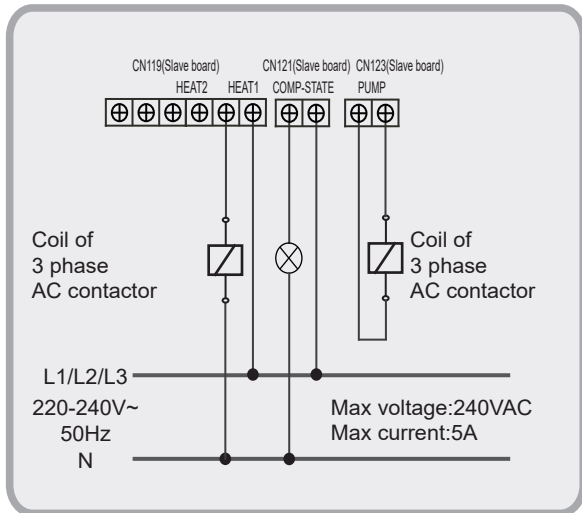 CN119(Slave board) CN121(Slave board) CN123(Slave board)
HEAT2 HEAT1 COMP-STATE PUMP
Coil of
3 phase
AC contactor
Coil of
3 phase
AC contactor
L1/L2/L3
220-240V~
50Hz
N
Max voltage:240VAC
Max current:5A